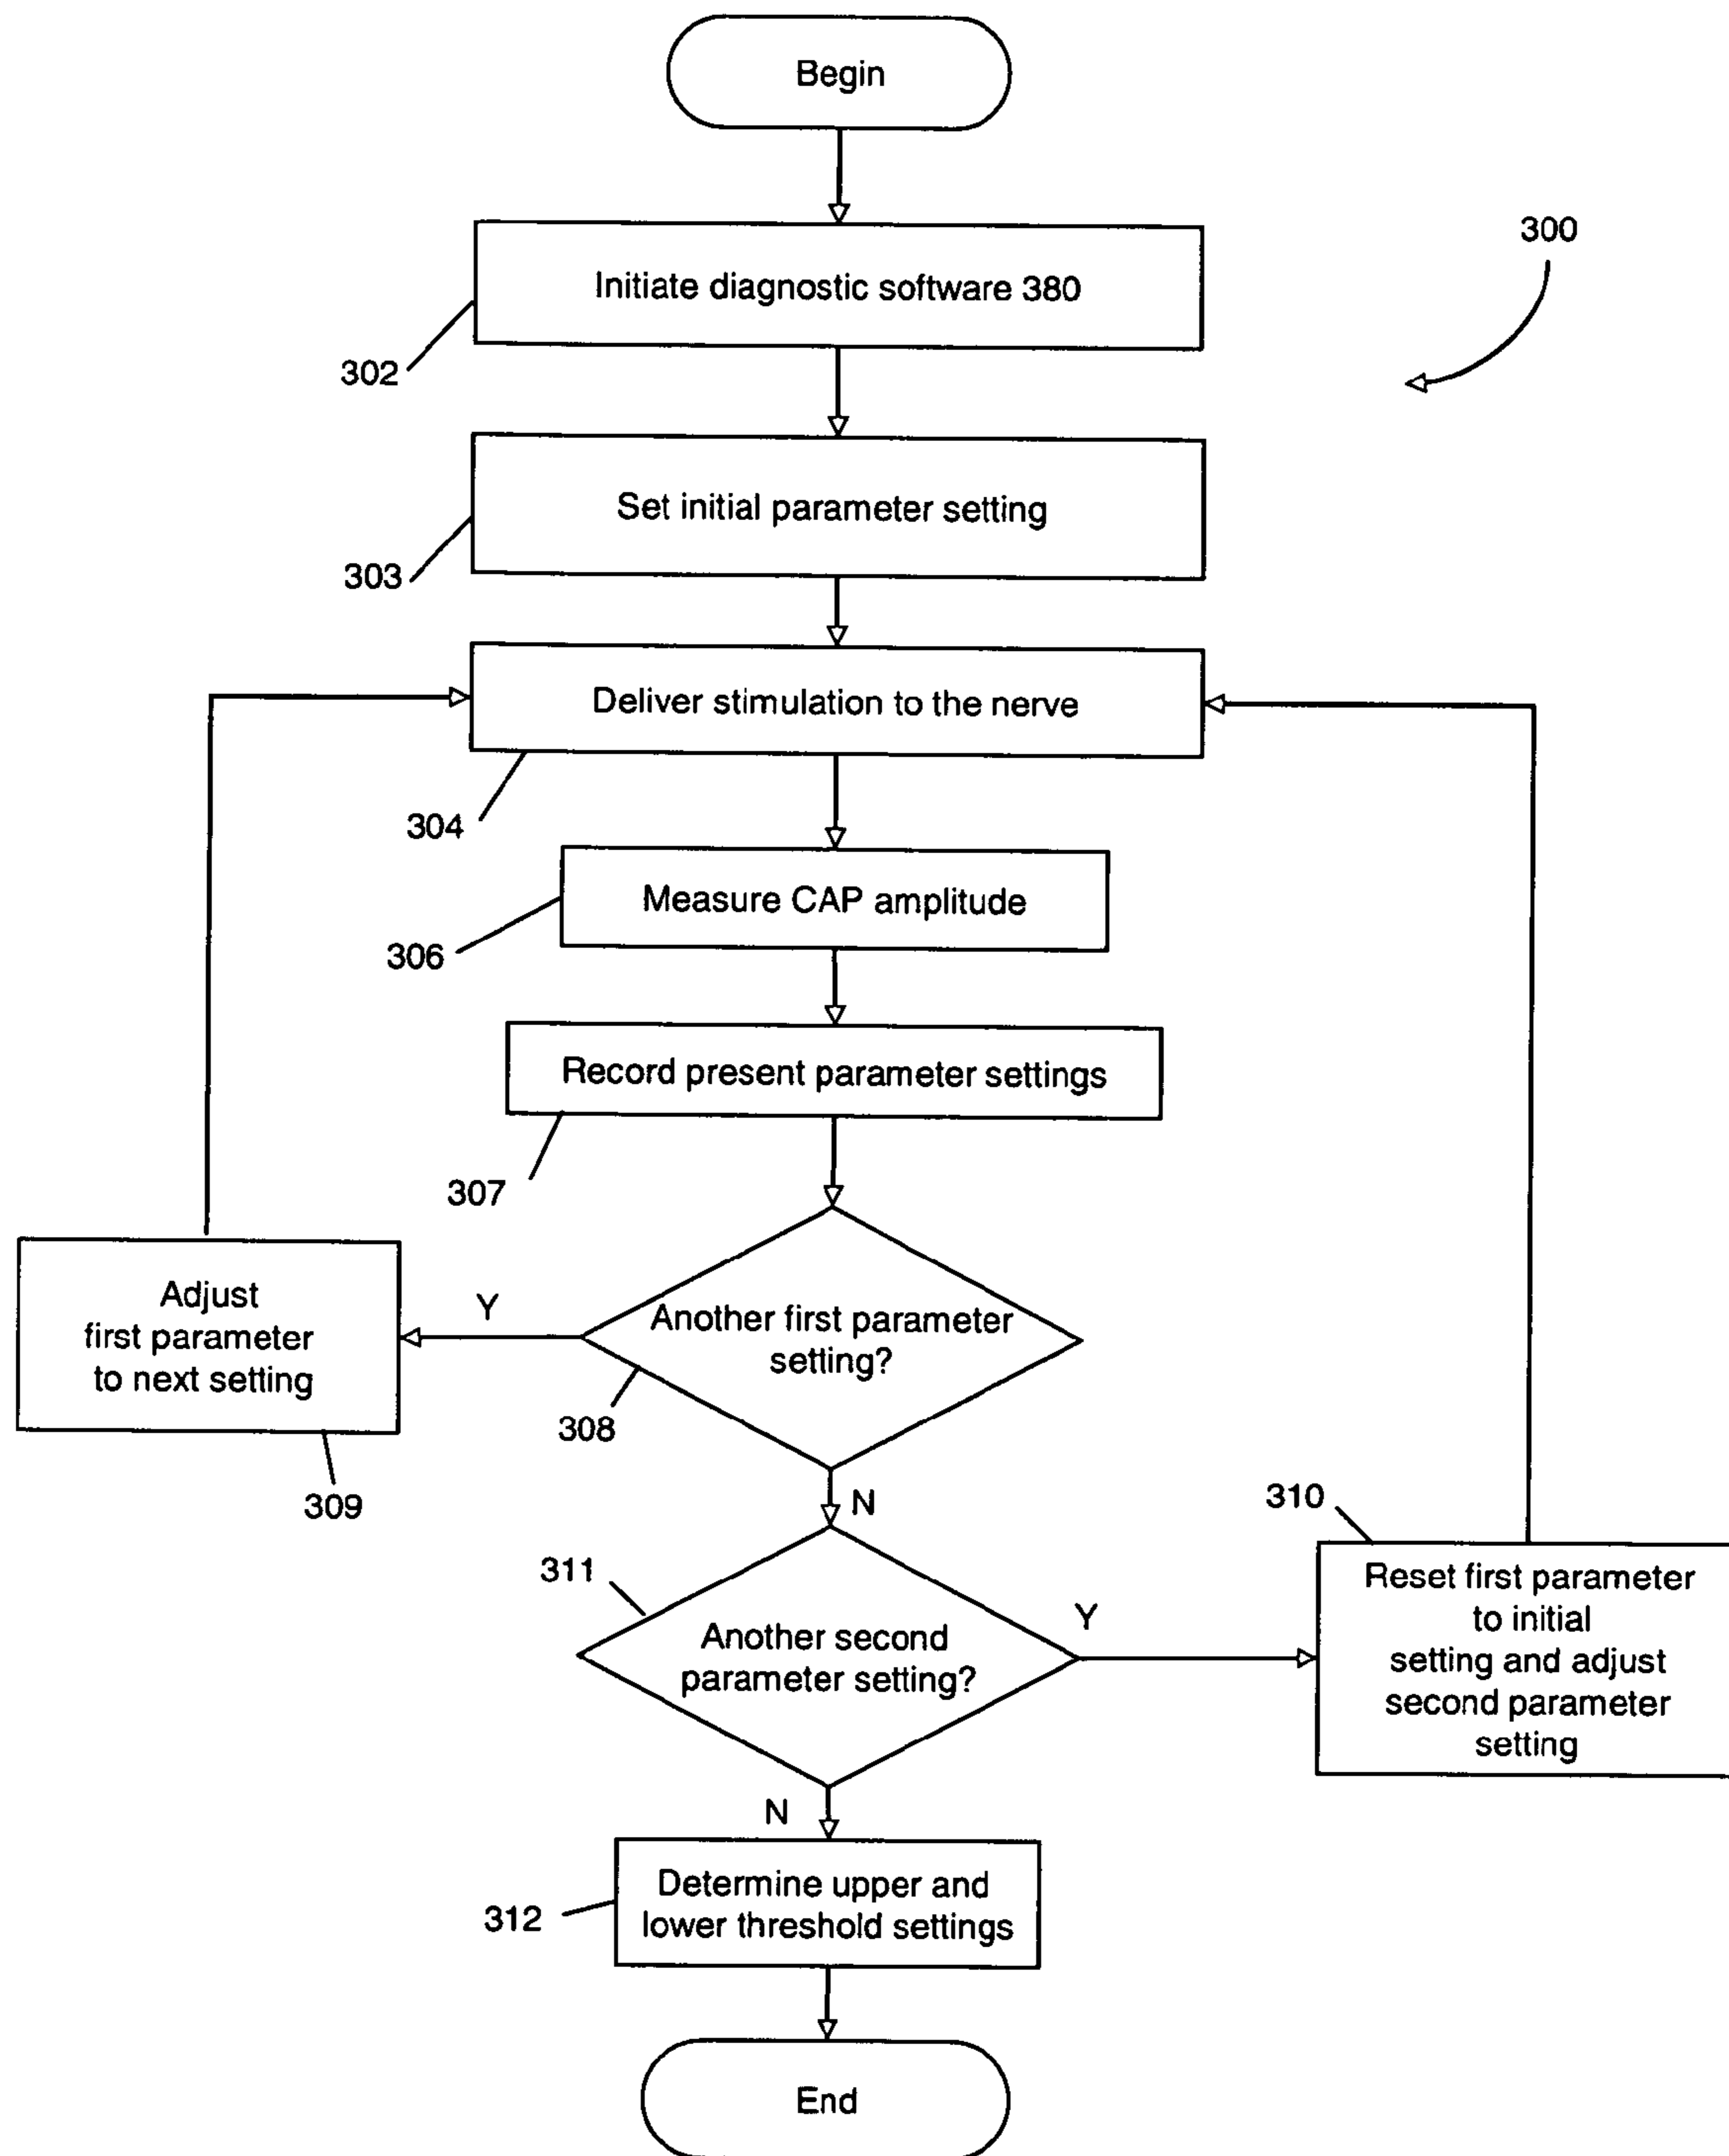 Begin
300
Initiate diagnostic software 380
302
Set initial parameter setting
303
Deliver stimulation to the nerve
304
Measure CAP amplitude
306
Record present parameter settings
307
Adjust
first parameter
to next setting
Y
Another first parameter
setting?
308
309
N
310
311
Another second
parameter setting?
Y
Reset first parameter
to initial
setting and adjust
second parameter
setting
N
Determine upper and
lower threshold settings
312
End